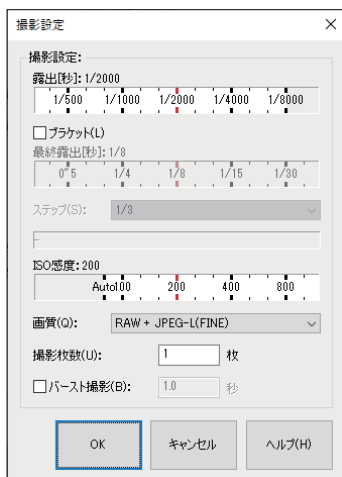 撮影設定
撮影設定:
露出[秒]: 1/2000
1/500 1/1000 1/2000 1/4000 1/8000
ブラケット(L)
最終露出[秒]: 1/8
0"5 1/4 1/8 1/15 1/30
ステップ(S): 1/3
-
ISO感度: 200
Auto100 200 400 800
画質(Q): RAW + JPEG-L(FINE)
撮影枚数(U): 1 枚
バースト撮影(B): 1.0 秒
OK キャンセル ヘルプ(H)